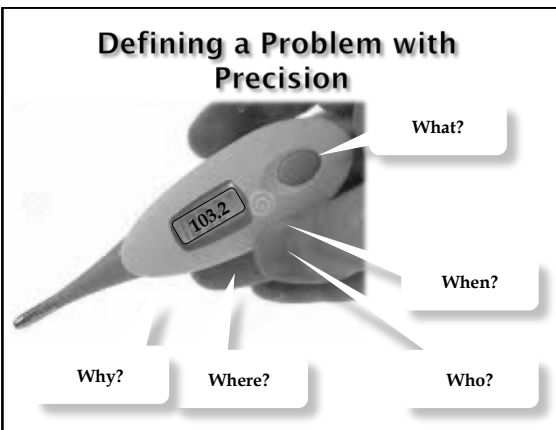 Defining a Problem with
Precision
What?
103.2
When?
Why?
Where?
Who?